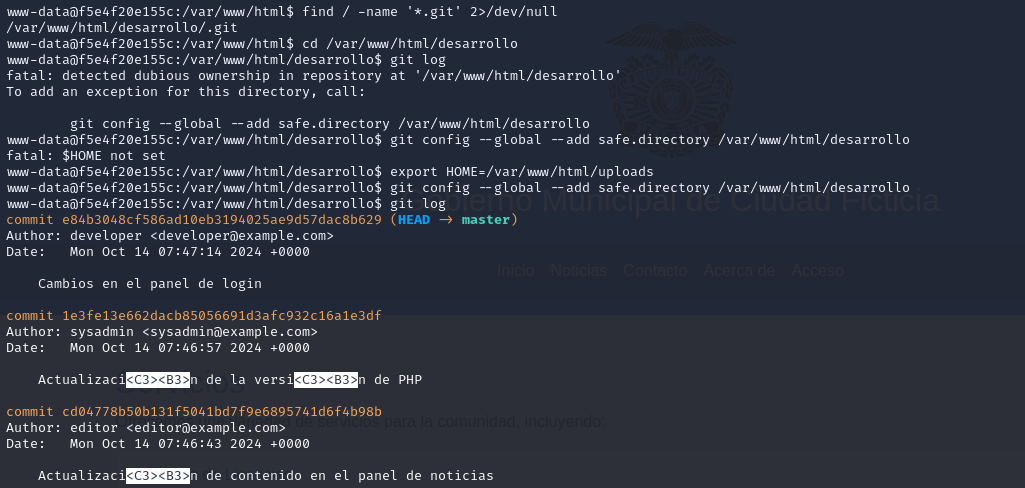 www-data@f5e4f20e155c:/var/www/html$ find / -name '*.git' 2>/dev/null
/var/www/html/desarrollo/.git
www-data@f5e4f20e155c:/var/www/html$ cd /var/www/html/desarrollo
www-data@f5e4f20e155c:/var/www/html/desarrollo$ git log
fatal: detected dubious ownership in repository at '/var/www/html/desarrollo'
To add an exception for this directory, call:

        git config --global --add safe.directory /var/www/html/desarrollo
www-data@f5e4f20e155c:/var/www/html/desarrollo$ git config --global --add safe.directory /var/www/html/desarrollo
fatal: $HOME not set
www-data@f5e4f20e155c:/var/www/html/desarrollo$ export HOME=/var/www/html/uploads
www-data@f5e4f20e155c:/var/www/html/desarrollo$ git config --global --add safe.directory /var/www/html/desarrollo
www-data@f5e4f20e155c:/var/www/html/desarrollo$ git log
Gobierno Municipal de Ciudad Ficticia
commit e84b3048cf586ad10eb3194025ae9d57dac8b629 (HEAD -> master)
Author: developer <developer@example.com>
Date:   Mon Oct 14 07:47:14 2024 +0000
Inicio Noticias Contacto Acerca de Acceso

    Cambios en el panel de login

commit 1e3fe13e662dacb85056691d3afc932c16a1e3df
Author: sysadmin <sysadmin@example.com>
Date:   Mon Oct 14 07:46:57 2024 +0000

    Actualizaci<C3><B3>n de la versi<C3><B3>n de PHP

commit cd04778b50b131f5041bd7f9e6895741d6f4b98b
de servicios para la comunidad, incluyendo:
Author: editor <editor@example.com>
Date:   Mon Oct 14 07:46:43 2024 +0000

    Actualizaci<C3><B3>n de contenido en el panel de noticias